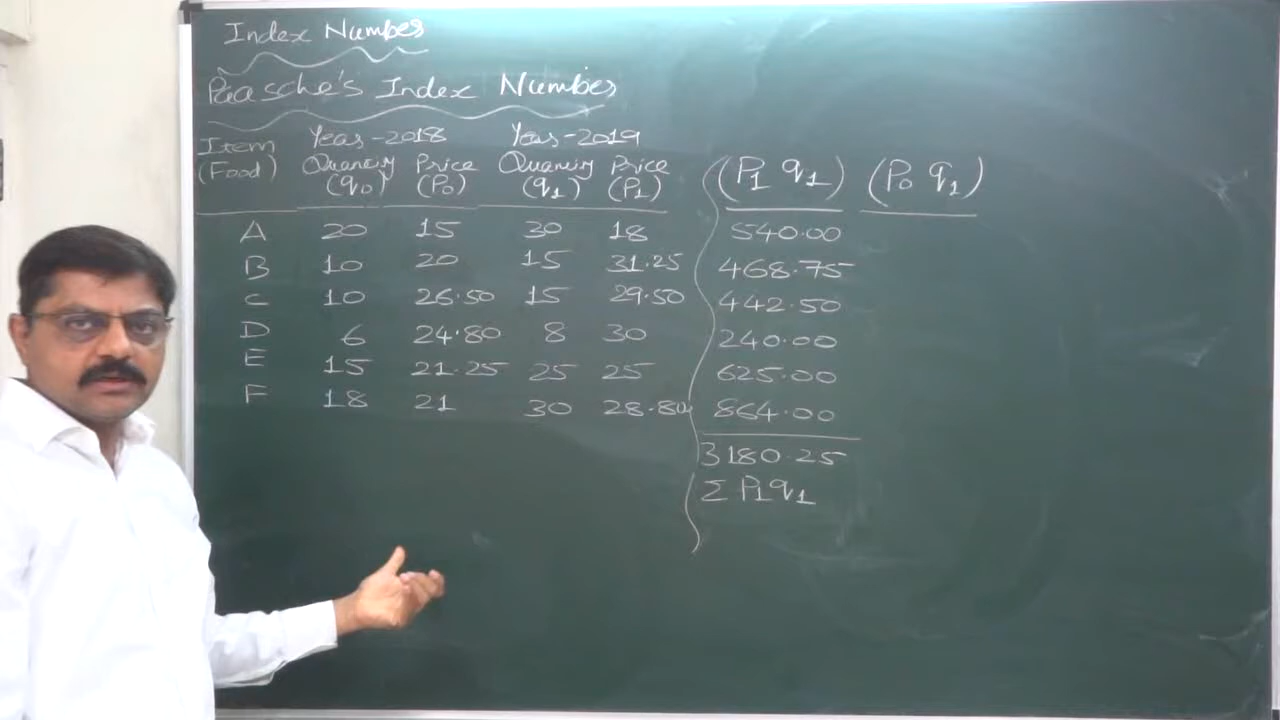 Index Number
Paasche's Index Number
Item Year-2018 Year-2019
(Food) Quantity Price Quantity Price (P1 q1) (P0 q1)
(q0) (P0) (q1) (P1)
A 20 15 30 18 540.00
B 10 20 15 31.25 468.75
C 10 26.50 15 29.50 442.50
D 6 24.80 8 30 240.00
E 15 21.25 25 25 625.00
F 18 21 30 28.80 864.00
3180.25
Σ P1q1